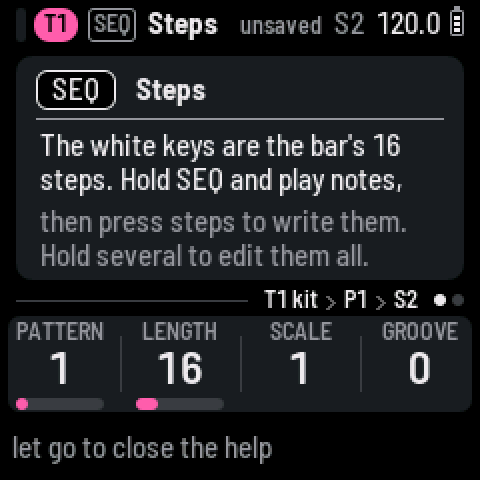 T1 SEQ Steps unsaved S2 120.0
SEQ Steps
The white keys are the bar's 16
steps. Hold SEQ and play notes,
then press steps to write them.
Hold several to edit them all.
T1 kit > P1 > S2
PATTERN LENGTH SCALE GROOVE
1 16 1 0
let go to close the help